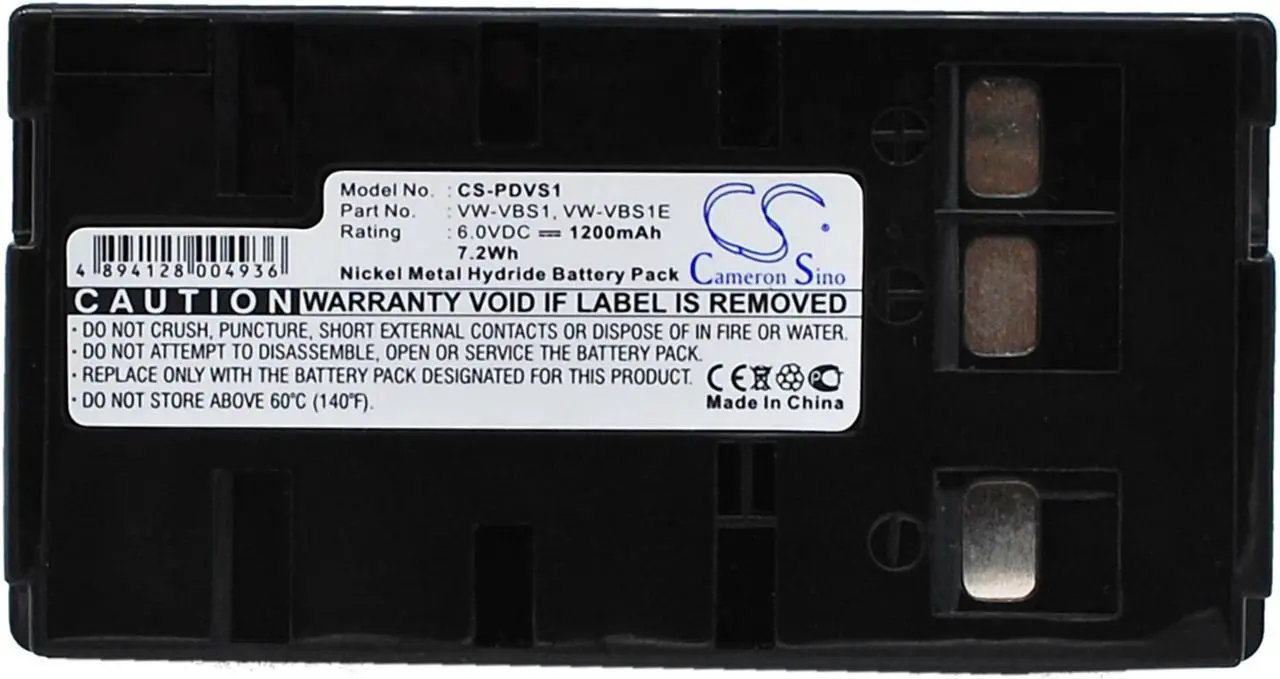 Model No. : CS-PDVS1
Part No. : VW-VBS1, VW-VBS1E
Rating : 6.0VDC ⎓ 1200mAh
7.2Wh
Nickel Metal Hydride Battery Pack
CS
Cameron Sino
4 894128 004936
CAUTION WARRANTY VOID IF LABEL IS REMOVED
· DO NOT CRUSH, PUNCTURE, SHORT EXTERNAL CONTACTS OR DISPOSE OF IN FIRE OR WATER.
· DO NOT ATTEMPT TO DISASSEMBLE, OPEN OR SERVICE THE BATTERY PACK.
· REPLACE ONLY WITH THE BATTERY PACK DESIGNATED FOR THIS PRODUCT.
· DO NOT STORE ABOVE 60°C (140°F).
CE
Made In China
+
−
−